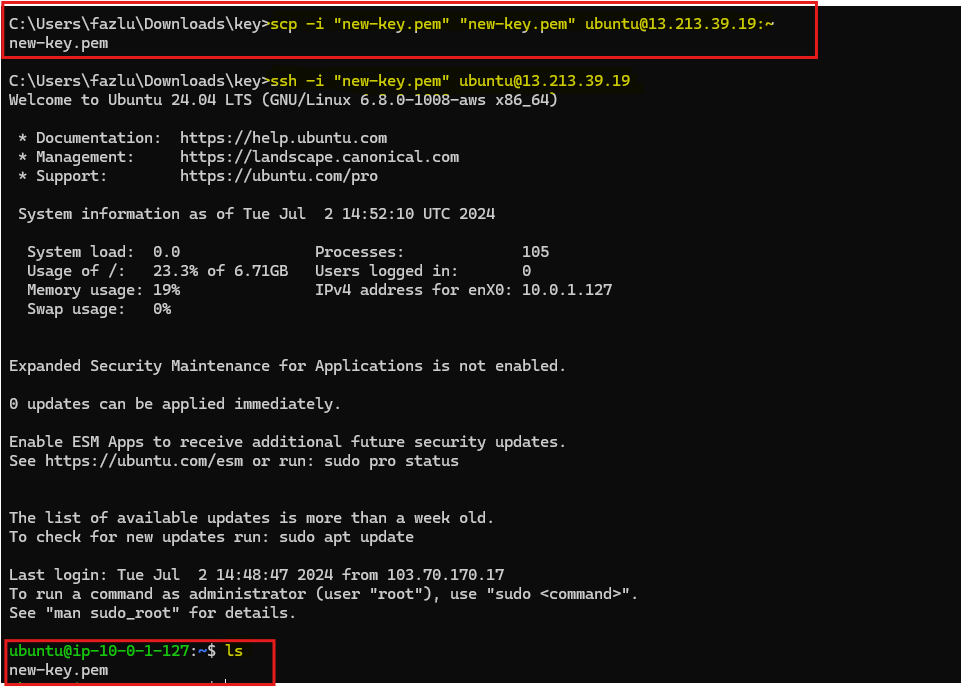 C:\Users\fazlu\Downloads\key>scp -i "new-key.pem" "new-key.pem" ubuntu@13.213.39.19:~
new-key.pem
C:\Users\fazlu\Downloads\key>ssh -i "new-key.pem" ubuntu@13.213.39.19
Welcome to Ubuntu 24.04 LTS (GNU/Linux 6.8.0-1008-aws x86_64)
* Documentation:  https://help.ubuntu.com
* Management:     https://landscape.canonical.com
* Support:        https://ubuntu.com/pro
System information as of Tue Jul  2 14:52:10 UTC 2024
System load:  0.0               Processes:             105
Usage of /:   23.3% of 6.71GB   Users logged in:       0
Memory usage: 19%               IPv4 address for enX0: 10.0.1.127
Swap usage:   0%
Expanded Security Maintenance for Applications is not enabled.
0 updates can be applied immediately.
Enable ESM Apps to receive additional future security updates.
See https://ubuntu.com/esm or run: sudo pro status
The list of available updates is more than a week old.
To check for new updates run: sudo apt update
Last login: Tue Jul  2 14:48:47 2024 from 103.70.170.17
To run a command as administrator (user "root"), use "sudo <command>".
See "man sudo_root" for details.
ubuntu@ip-10-0-1-127:~$ ls
new-key.pem